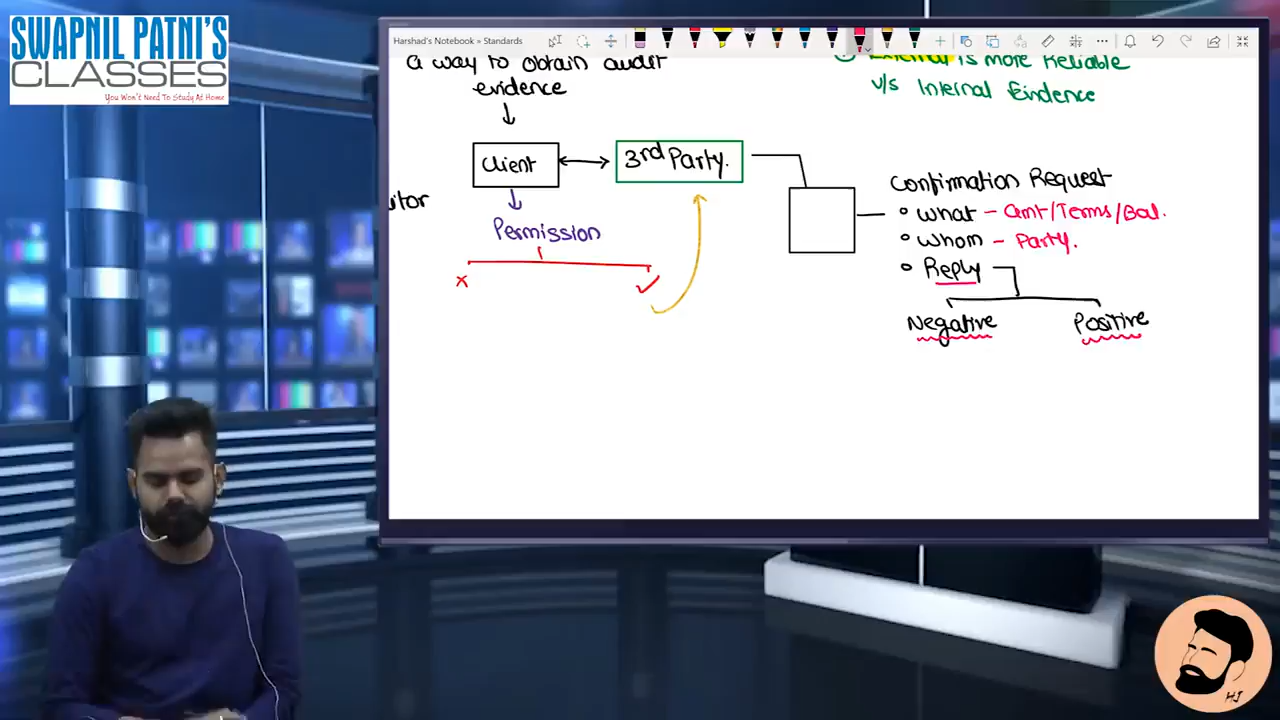 SWAPNIL PATNI'S
CLASSES
You Won't Need To Study At Home
Harshad's Notebook » Standards
a way to obtain audit
evidence
External is more Reliable
v/s Internal Evidence
Client
3rd Party.
itor
Permission
x
Confirmation Request
• What - Amt/Terms/Bal.
• Whom - Party.
• Reply
Negative
Positive
HJ